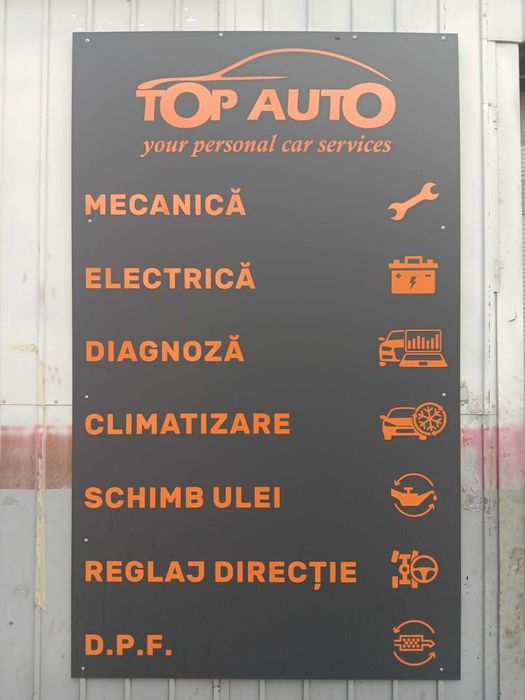 TOP AUTO
your personal car services
MECANICĂ
ELECTRICĂ
DIAGNOZĂ
CLIMATIZARE
SCHIMB ULEI
REGLAJ DIRECȚIE
D.P.F.